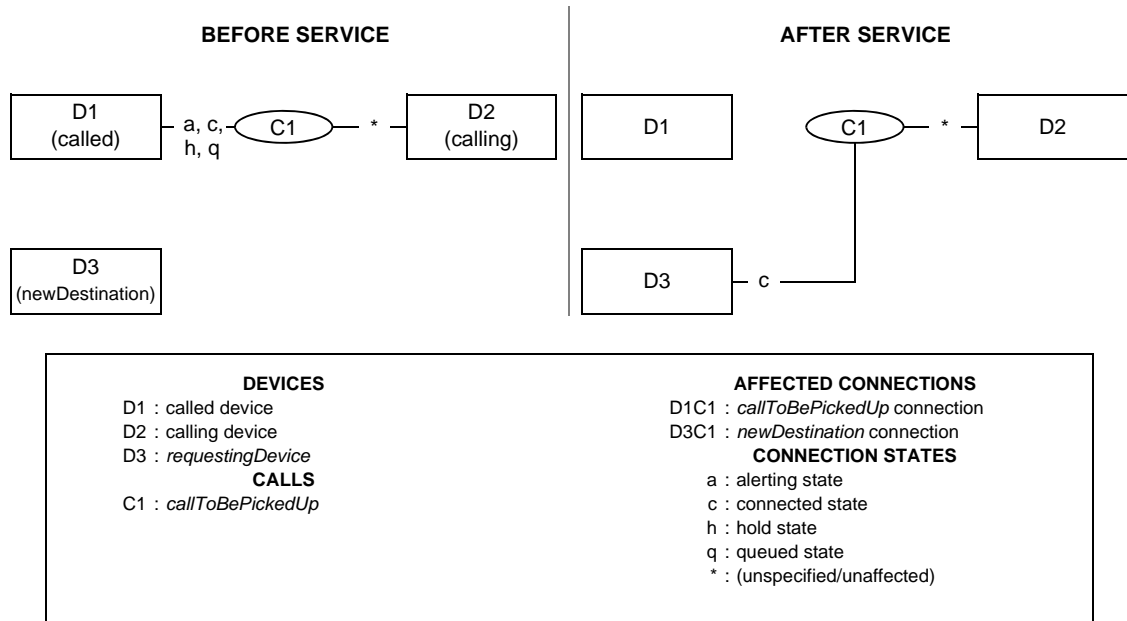 BEFORE SERVICE
AFTER SERVICE
D1
(called)
a, c,
h, q
C1
*
D2
(calling)
D3
(newDestination)
D1
C1
*
D2
D3
c
DEVICES
D1 : called device
D2 : calling device
D3 : requestingDevice
CALLS
C1 : callToBePickedUp
AFFECTED CONNECTIONS
D1C1 : callToBePickedUp connection
D3C1 : newDestination connection
CONNECTION STATES
a : alerting state
c : connected state
h : hold state
q : queued state
* : (unspecified/unaffected)